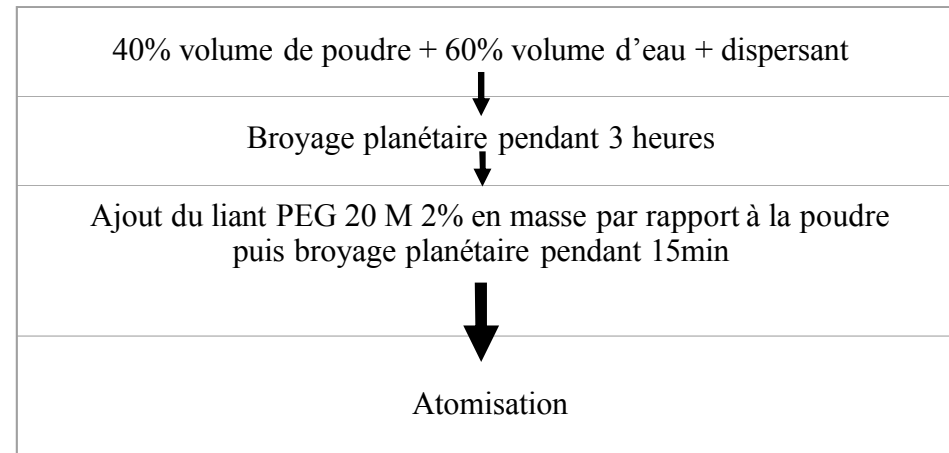 40% volume de poudre + 60% volume d’eau + dispersant
Broyage planétaire pendant 3 heures
Ajout du liant PEG 20 M 2% en masse par rapport à la poudre
puis broyage planétaire pendant 15min
Atomisation